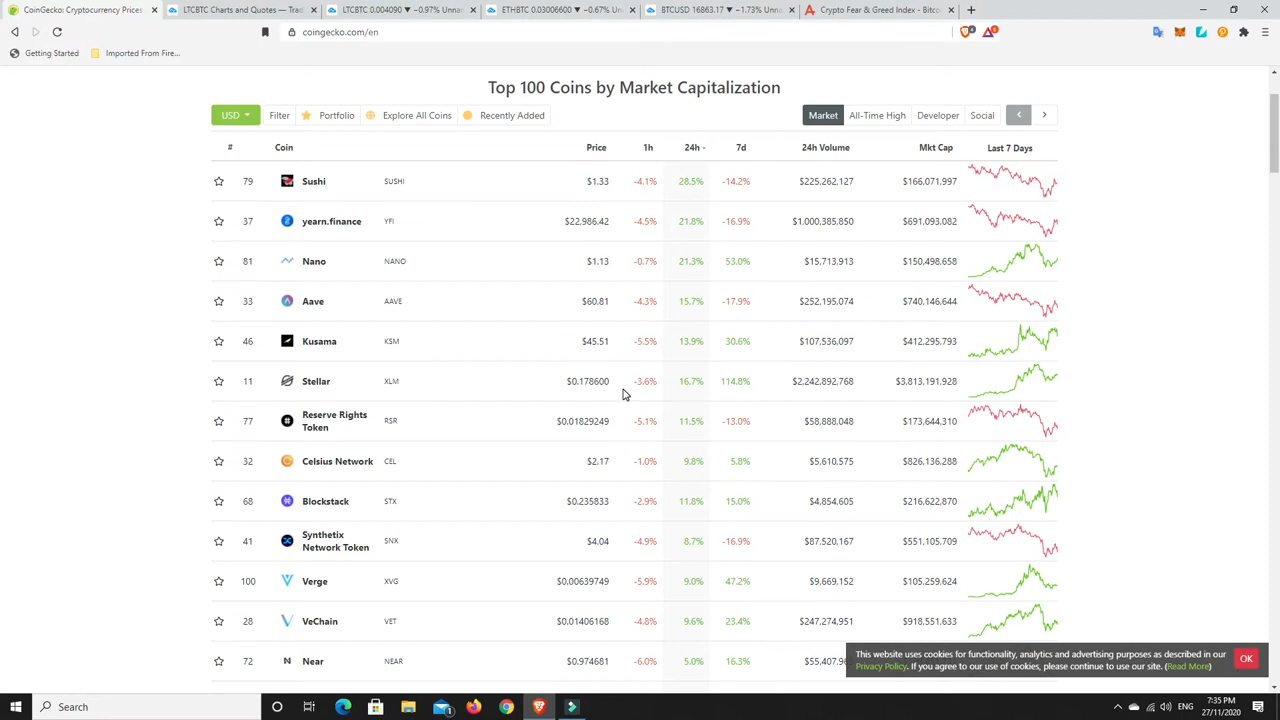 CoinGecko: Cryptocurrency Prices
LTCBTC Charts and Quotes — Trad
LTCBTC 0.004090 ▼ −0.97% Unnan
ETHBTC 0.03006600 ▼ −0.67% Unn
BTCUSD 16863.17 ▼ −1.73% Unnan
Crypto Fear & Greed Index - Bitco
coingecko.com/en
Getting Started
Imported From Fire...
Top 100 Coins by Market Capitalization
USD Filter Portfolio Explore All Coins Recently Added Market All-Time High Developer Social
# Coin Price 1h 24h 7d 24h Volume Mkt Cap Last 7 Days
79 Sushi SUSHI $1.33 -4.1% 28.5% -14.2% $225,262,127 $166,071,997
37 yearn.finance YFI $22,986.42 -4.5% 21.8% -16.9% $1,000,385,850 $691,093,082
81 Nano NANO $1.13 -0.7% 21.3% 53.0% $15,713,913 $150,498,658
33 Aave AAVE $60.81 -4.3% 15.7% -17.9% $252,195,074 $740,146,644
46 Kusama KSM $45.51 -5.5% 13.9% 30.6% $107,536,097 $412,295,793
11 Stellar XLM $0.178600 -3.6% 16.7% 114.8% $2,242,892,768 $3,813,191,928
77 Reserve Rights Token RSR $0.01829249 -5.1% 11.5% -13.0% $58,888,048 $173,644,310
32 Celsius Network CEL $2.17 -1.0% 9.8% 5.8% $5,610,575 $826,136,288
68 Blockstack STX $0.235833 -2.9% 11.8% 15.0% $4,854,605 $216,622,870
41 Synthetix Network Token SNX $4.04 -4.9% 8.7% -16.9% $87,520,167 $551,105,709
100 Verge XVG $0.00639749 -5.9% 9.0% 47.2% $9,669,152 $105,259,624
28 VeChain VET $0.01406168 -4.8% 9.6% 23.4% $247,274,951 $918,551,633
72 Near NEAR $0.974681 -6.0% 5.0% 16.3% $55,407,9
This website uses cookies for functionality, analytics and advertising purposes as described in our
Privacy Policy. If you agree to our use of cookies, please continue to use our site. (Read More)
OK
Search
ENG
7:35 PM
27/11/2020